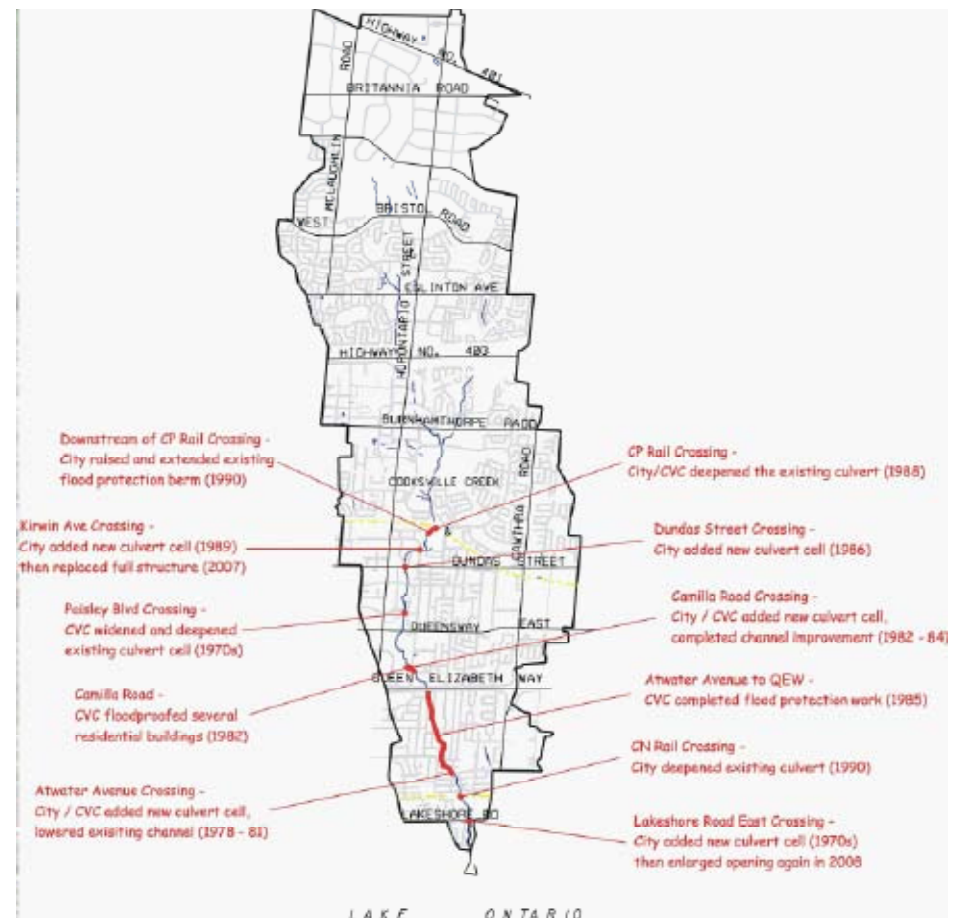 HIGHWAY NO. 401
ROAD
BRITANNIA ROAD
MCLAUGHLIN
BRISTOL ROAD
WEST
STREET
EGLINTON AVE
HURONTARIO
HIGHWAY NO. 403
BURNHAMTHORPE ROAD
Downstream of CP Rail Crossing -
City raised and extended existing
flood protection berm (1990)
CP Rail Crossing -
City/CVC deepened the existing culvert (1988)
COOKSVILLE CREEK
CAWTHRA ROAD
Kirwin Ave Crossing -
City added new culvert cell (1989)
then replaced full structure (2007)
Dundas Street Crossing -
City added new culvert cell (1986)
DUNDAS STREET
Camilla Road Crossing -
City / CVC added new culvert cell,
completed channel improvement (1982 - 84)
Paisley Blvd Crossing -
CVC widened and deepened
existing culvert cell (1970s)
QUEENSWAY EAST
QUEEN ELIZABETH WAY
Camilla Road -
CVC floodproofed several
residential buildings (1982)
Atwater Avenue to QEW -
CVC completed flood protection work (1985)
CN Rail Crossing -
City deepened existing culvert (1990)
Atwater Avenue Crossing -
City / CVC added new culvert cell,
lowered exisiting channel (1978 - 81)
LAKESHORE RD
Lakeshore Road East Crossing -
City added new culvert cell (1970s)
then enlarged opening again in 2008
LAKE ONTARIO